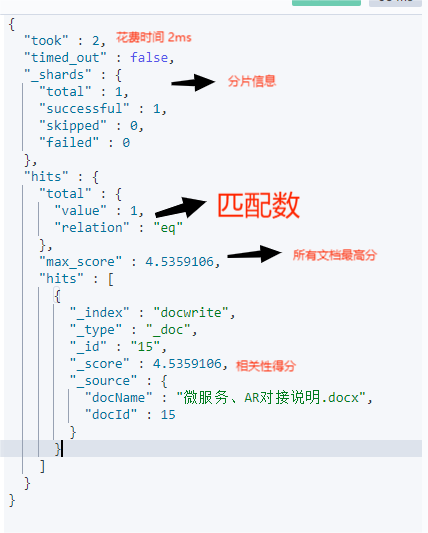 {
"took" : 2, 花费时间 2ms
"timed_out" : false,
"_shards" : {
"total" : 1, 分片信息
"successful" : 1,
"skipped" : 0,
"failed" : 0
},
"hits" : {
"total" : {
"value" : 1, 匹配数
"relation" : "eq"
},
"max_score" : 4.5359106, 所有文档最高分
"hits" : [
{
"_index" : "docwrite",
"_type" : "_doc",
"_id" : "15",
"_score" : 4.5359106, 相关性得分
"_source" : {
"docName" : "微服务、AR对接说明.docx",
"docId" : 15
}
}
]
}
}